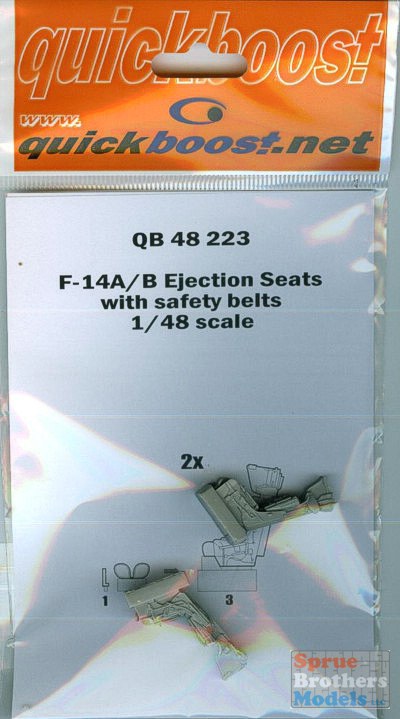 quickboost
www.
quickboost.net
QB 48 223
F-14A/B Ejection Seats
with safety belts
1/48 scale
2x
1
3
Sprue
Brothers
Models LLC